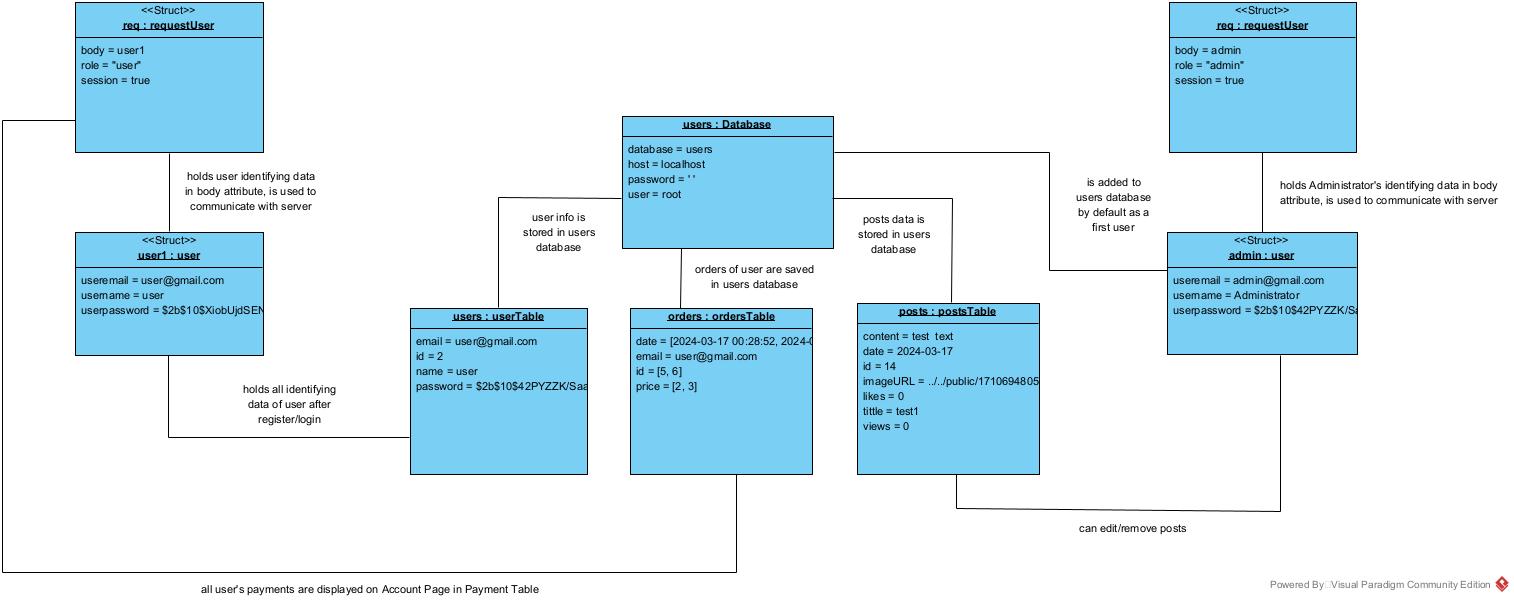 <<Struct>>
req : requestUser
body = user1
role = "user"
session = true
<<Struct>>
req : requestUser
body = admin
role = "admin"
session = true
users : Database
database = users
host = localhost
password = ' '
user = root
holds user identifying data
in body attribute, is used to
communicate with server
is added to
users database
by default as a
first user
holds Administrator's identifying data in body
attribute, is used to communicate with server
user info is
stored in users
database
posts data is
stored in users
database
orders of user are saved
in users database
<<Struct>>
user1 : user
useremail = user@gmail.com
username = user
userpassword = $2b$10$XiobUjdSEN
<<Struct>>
admin : user
useremail = admin@gmail.com
username = Administrator
userpassword = $2b$10$42PYZZK/Sa
users : userTable
email = user@gmail.com
id = 2
name = user
password = $2b$10$42PYZZK/Saa
orders : ordersTable
date = [2024-03-17 00:28:52, 2024-0
email = user@gmail.com
id = [5, 6]
price = [2, 3]
posts : postsTable
content = test text
date = 2024-03-17
id = 14
imageURL = ../../public/1710694805
likes = 0
tittle = test1
views = 0
holds all identifying
data of user after
register/login
can edit/remove posts
all user's payments are displayed on Account Page in Payment Table
Powered By Visual Paradigm Community Edition